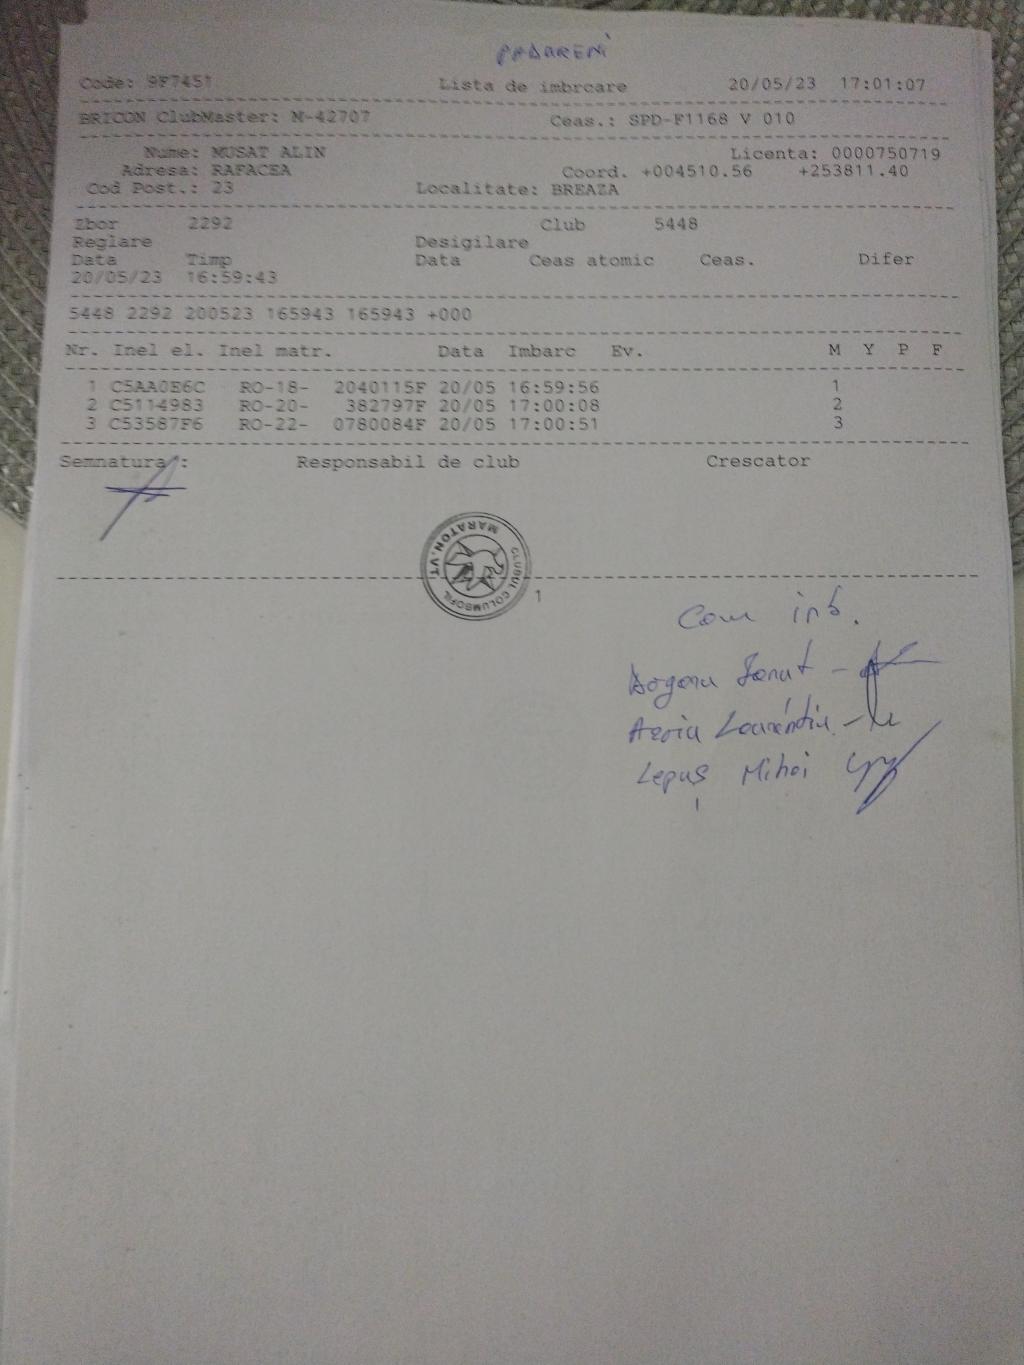 PADURENI
Code: 9F7451 Lista de imbrcare 20/05/23 17:01:07
BRICON ClubMaster: M-42707 Ceas.: SPD-F1168 V 010
Nume: MUSAT ALIN Licenta: 0000750719
Adresa: RAFACEA Coord. +004510.56 +253811.40
Cod Post.: 23 Localitate: BREAZA
Zbor 2292 Club 5448
Reglare Desigilare
Data Timp Data Ceas atomic Ceas. Difer
20/05/23 16:59:43
5448 2292 200523 165943 165943 +000
Nr. Inel el. Inel matr. Data Imbarc Ev. M Y P F
1 C5AA0E6C RO-18- 2040115F 20/05 16:59:56 1
2 C5114983 RO-20- 382797F 20/05 17:00:08 2
3 C53587F6 RO-22- 0780084F 20/05 17:00:51 3
Semnatura : Responsabil de club Crescator
CLUBUL COLUMBOFIL MARATON.VT.
1
Com imb.
Ionut
Laurentiu
Lepuș Mihai